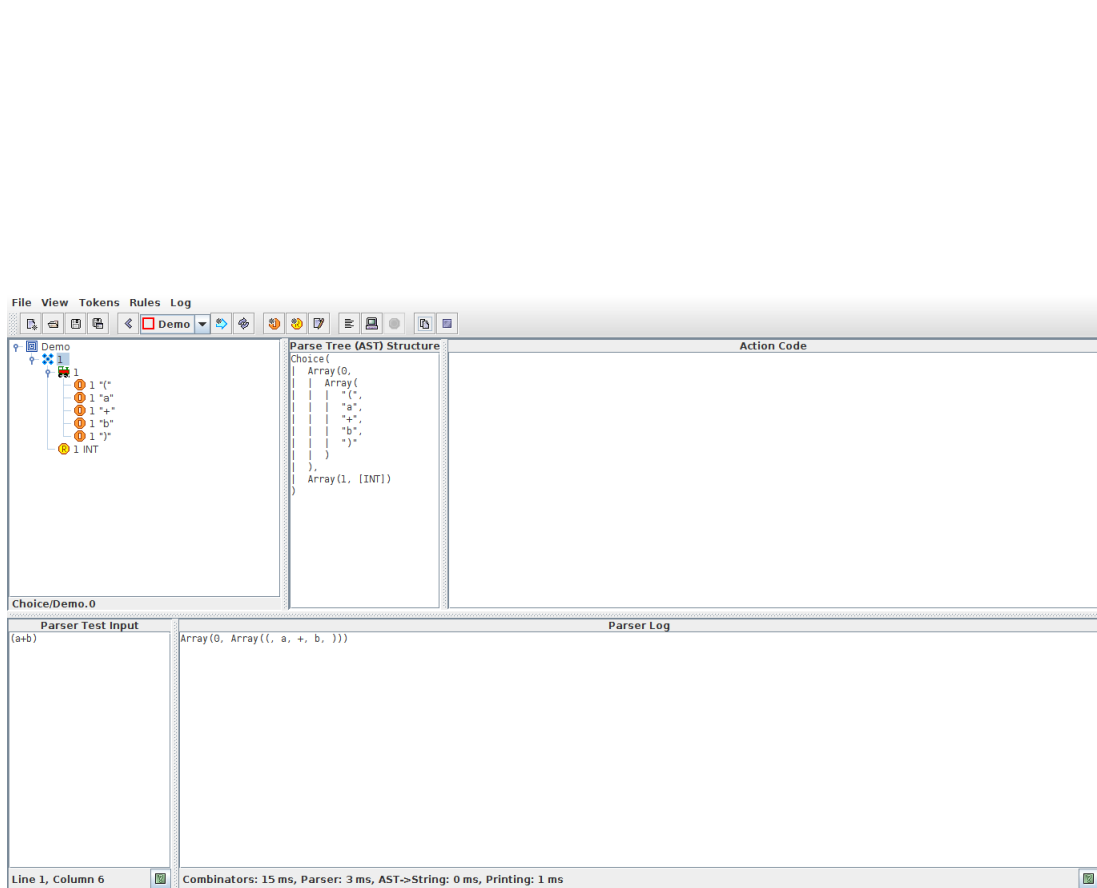 File View Tokens Rules Log
Demo
Demo
1
1
1 "("
1 "a"
1 "+"
1 "b"
1 ")"
R 1 INT
Choice/Demo.0
Parse Tree (AST) Structure
Choice(
| Array(0,
| | Array(
| | | "(",
| | | "a",
| | | "+",
| | | "b",
| | | ")"
| | )
| ),
| Array(1, [INT])
)
Action Code
Parser Test Input
(a+b)
Line 1, Column 6
Parser Log
Array(0, Array((, a, +, b, )))
Combinators: 15 ms, Parser: 3 ms, AST->String: 0 ms, Printing: 1 ms